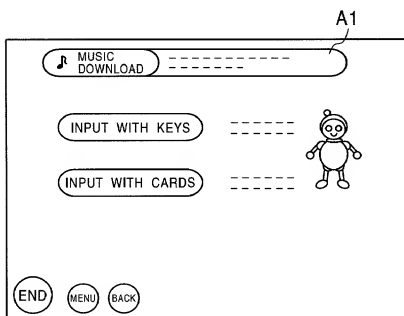 A1
MUSIC
DOWNLOAD
INPUT WITH KEYS
INPUT WITH CARDS
END MENU BACK